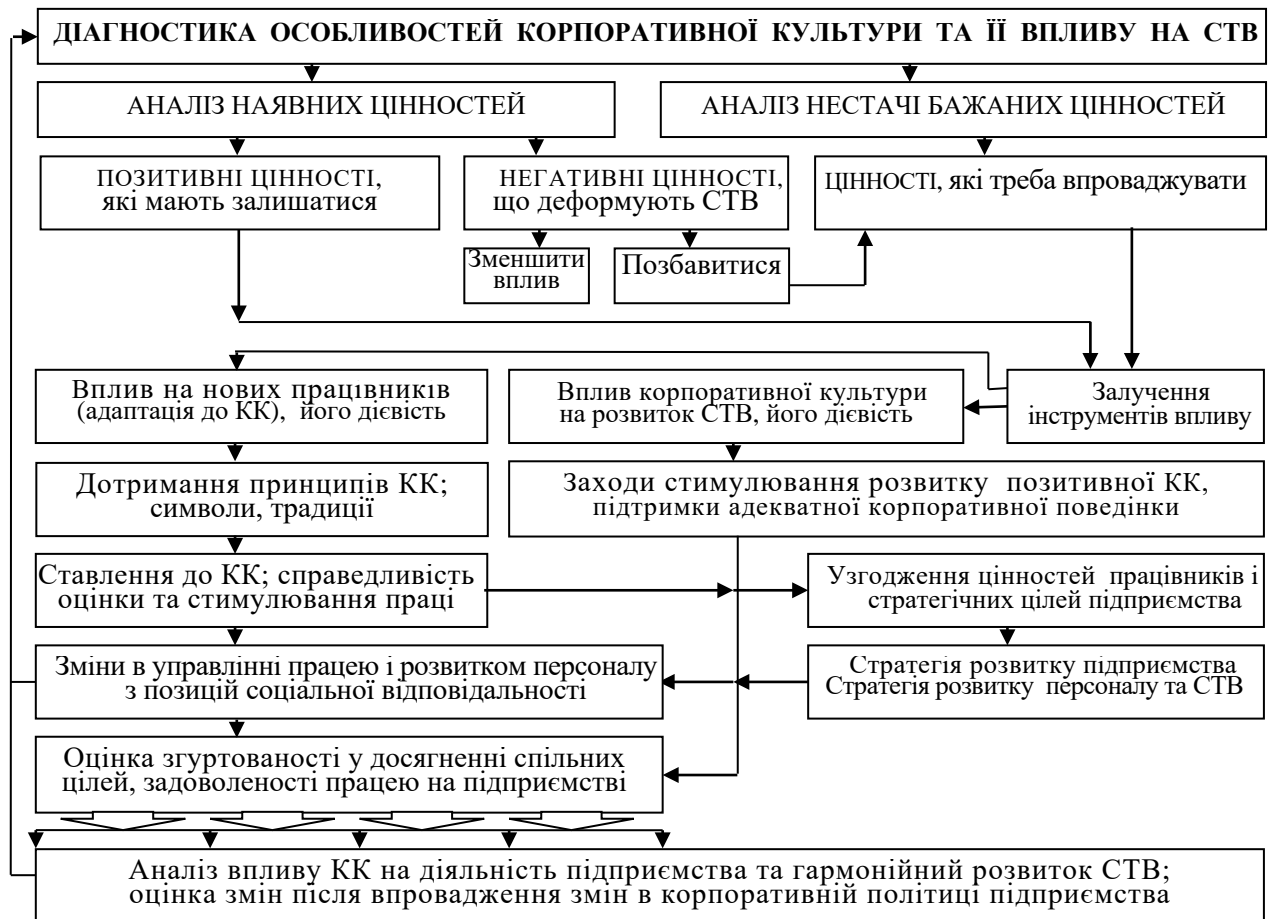 ДІАГНОСТИКА ОСОБЛИВОСТЕЙ КОРПОРАТИВНОЇ КУЛЬТУРИ ТА ЇЇ ВПЛИВУ НА СТВ
АНАЛІЗ НАЯВНИХ ЦІННОСТЕЙ
АНАЛІЗ НЕСТАЧІ БАЖАНИХ ЦІННОСТЕЙ
ПОЗИТИВНІ ЦІННОСТІ,
які мають залишатися
НЕГАТИВНІ ЦІННОСТІ,
що деформують СТВ
ЦІННОСТІ, які треба впроваджувати
Зменшити
вплив
Позбавитися
Вплив на нових працівників
(адаптація до КК), його дієвість
Вплив корпоративної культури
на розвиток СТВ, його дієвість
Залучення
інструментів впливу
Дотримання принципів КК;
символи, традиції
Заходи стимулювання розвитку позитивної КК,
підтримки адекватної корпоративної поведінки
Ставлення до КК; справедливість
оцінки та стимулювання праці
Узгодження цінностей працівників і
стратегічних цілей підприємства
Зміни в управлінні працею і розвитком персоналу
з позицій соціальної відповідальності
Стратегія розвитку підприємства
Стратегія розвитку персоналу та СТВ
Оцінка згуртованості у досягненні спільних
цілей, задоволеності працею на підприємстві
Аналіз впливу КК на діяльність підприємства та гармонійний розвиток СТВ;
оцінка змін після впровадження змін в корпоративній політиці підприємства